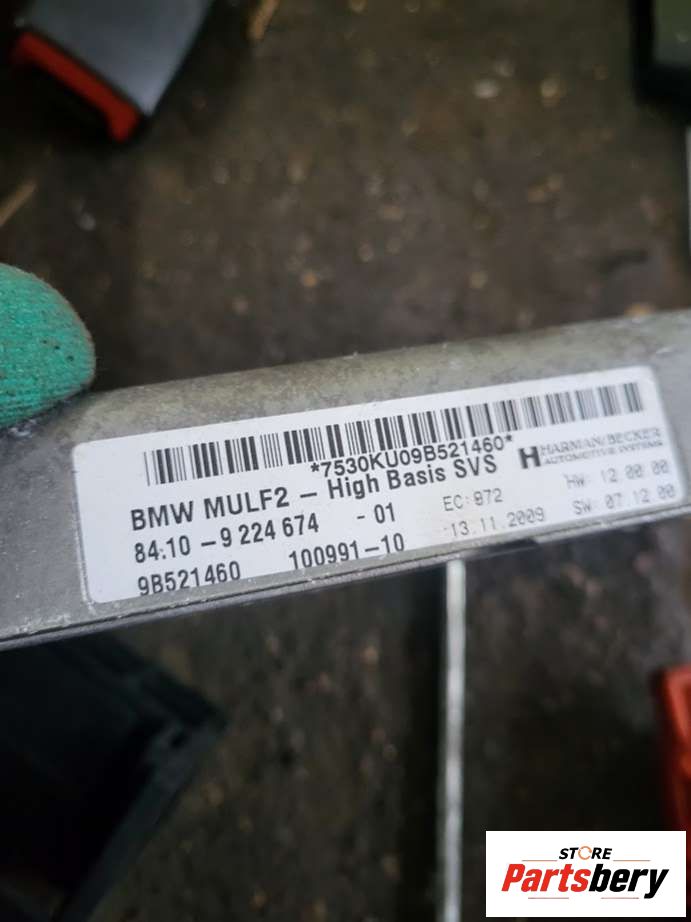 *7530KU09B521460*
HARMAN/BECKER
AUTOMOTIVE SYSTEMS
BMW MULF2 - High Basis SVS
84.10 - 9 224 674 - 01
EC: 872
HW: 12.00.00
9B521460 100991-10
13.11.2009
SW: 07.12.00
STORE
Partsbery